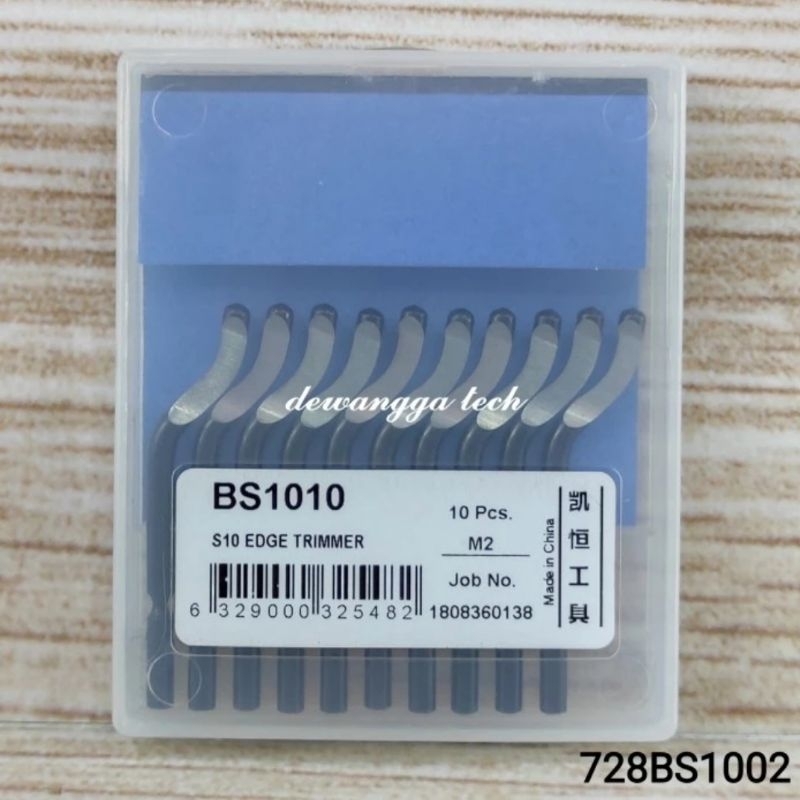 dewangga tech
BS1010
S10 EDGE TRIMMER
6 329000 325482
10 Pcs.
M2
Job No.
1808360138
Made in China
凯恒工具
728BS1002